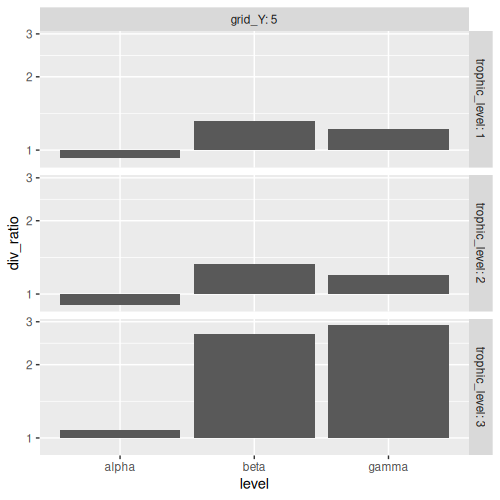 grid_Y: 5
3
2
1
trophic_level: 1
3
2
1
trophic_level: 2
3
2
1
trophic_level: 3
div_ratio
alpha beta gamma
level